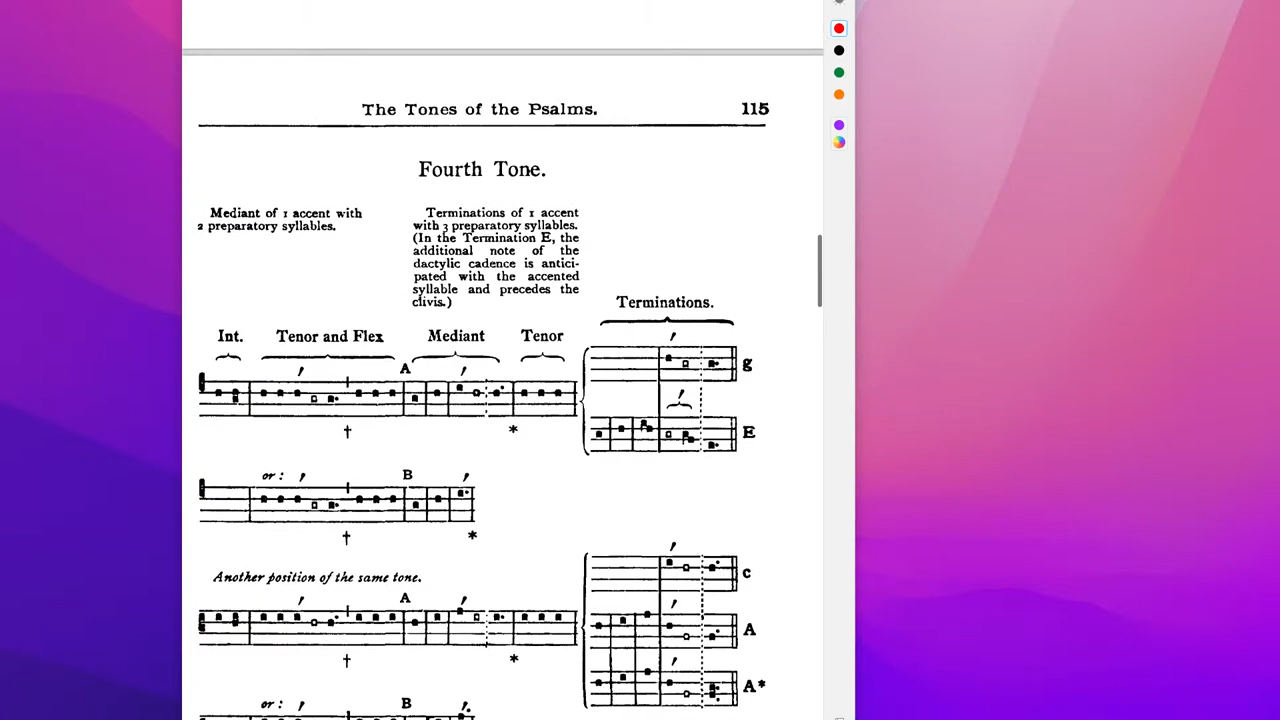 The Tones of the Psalms. 115
Fourth Tone.
Mediant of 1 accent with
2 preparatory syllables.
Terminations of 1 accent
with 3 preparatory syllables.
(In the Termination E, the
additional note of the
dactylic cadence is antici-
pated with the accented
syllable and precedes the
clivis.)
Terminations.
Int. Tenor and Flex Mediant Tenor
A
g
† *
E
or: B
† *
Another position of the same tone.
A
c
A
† *
A*
or: B